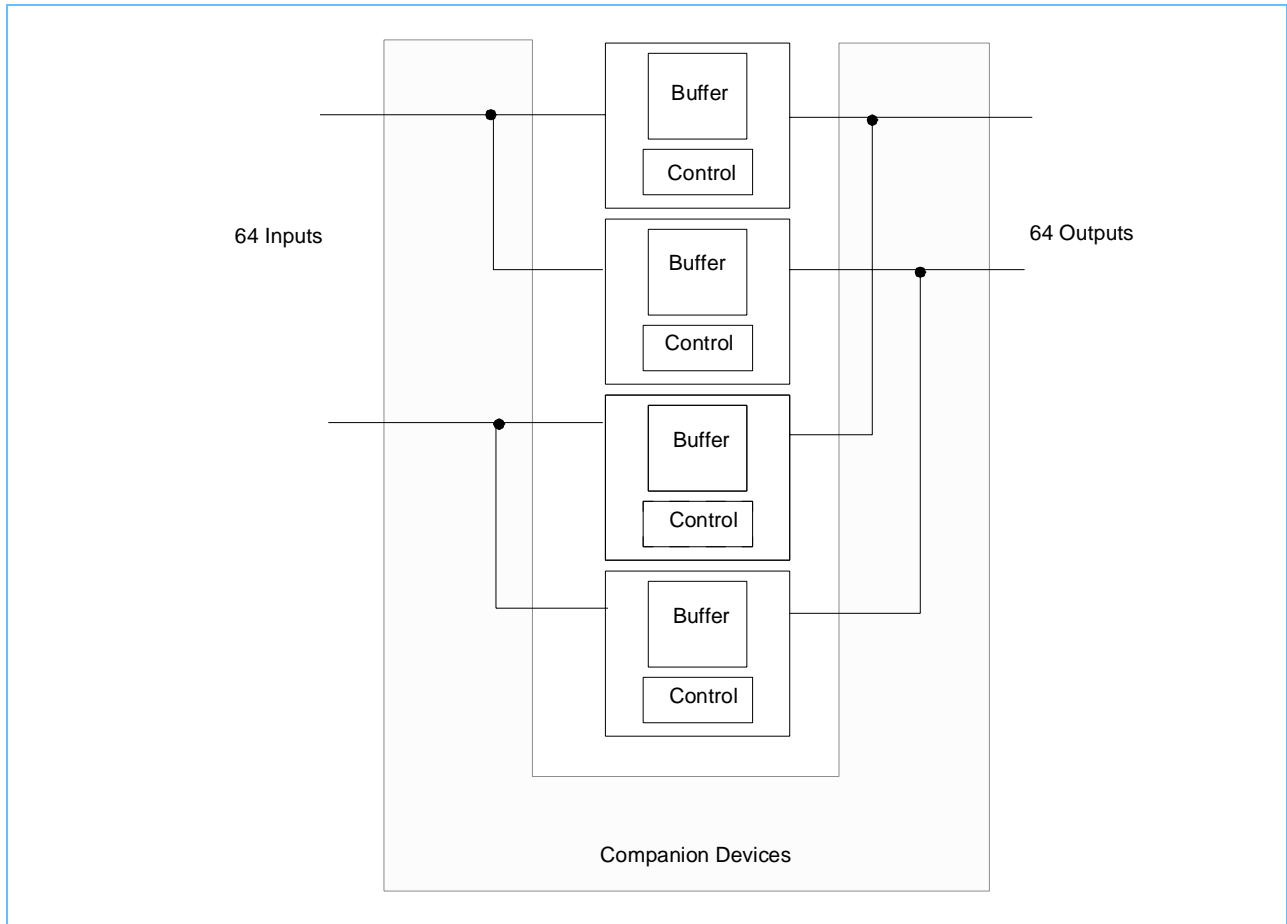 Buffer
Control
64 Inputs
64 Outputs
Buffer
Control
Buffer
Control
Buffer
Control
Companion Devices